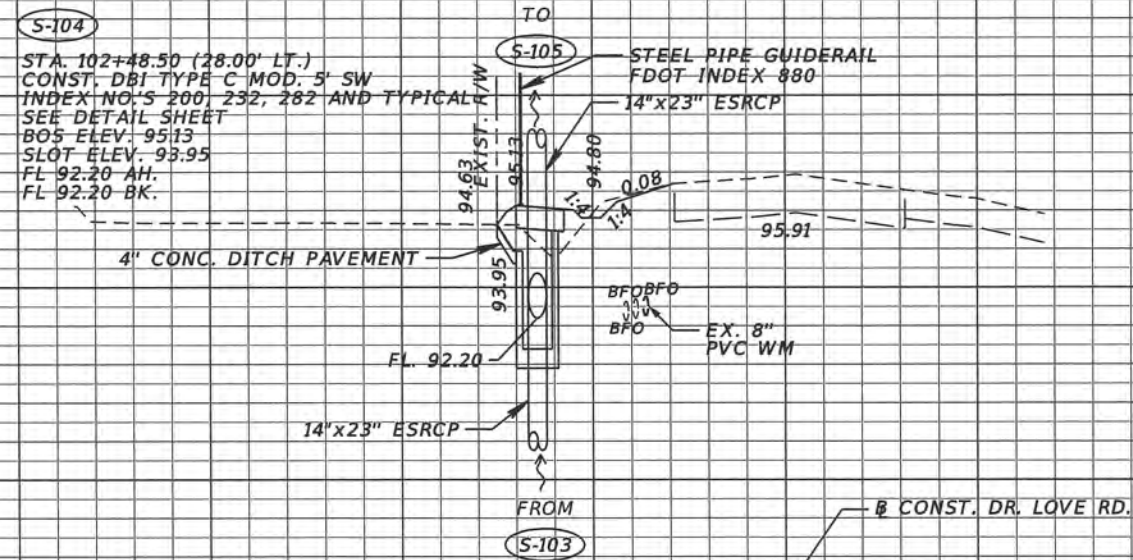 S-104
STA. 102+48.50 (28.00' LT.)
CONST. DBI TYPE C MOD. 5' SW
INDEX NO.'S 200, 232, 282 AND TYPICAL
SEE DETAIL SHEET
BOS ELEV. 95.13
SLOT ELEV. 93.95
FL 92.20 AH.
FL 92.20 BK.
TO
S-105
STEEL PIPE GUIDERAIL
FDOT INDEX 880
14"x23" ESRCP
EXIST. R/W
94.63
95.13
94.80
1:4
1:4
0.08
95.91
4" CONC. DITCH PAVEMENT
93.95
BFO
BFO
BFO
EX. 8"
PVC WM
FL. 92.20
14"x23" ESRCP
FROM
S-103
B CONST. DR. LOVE RD.